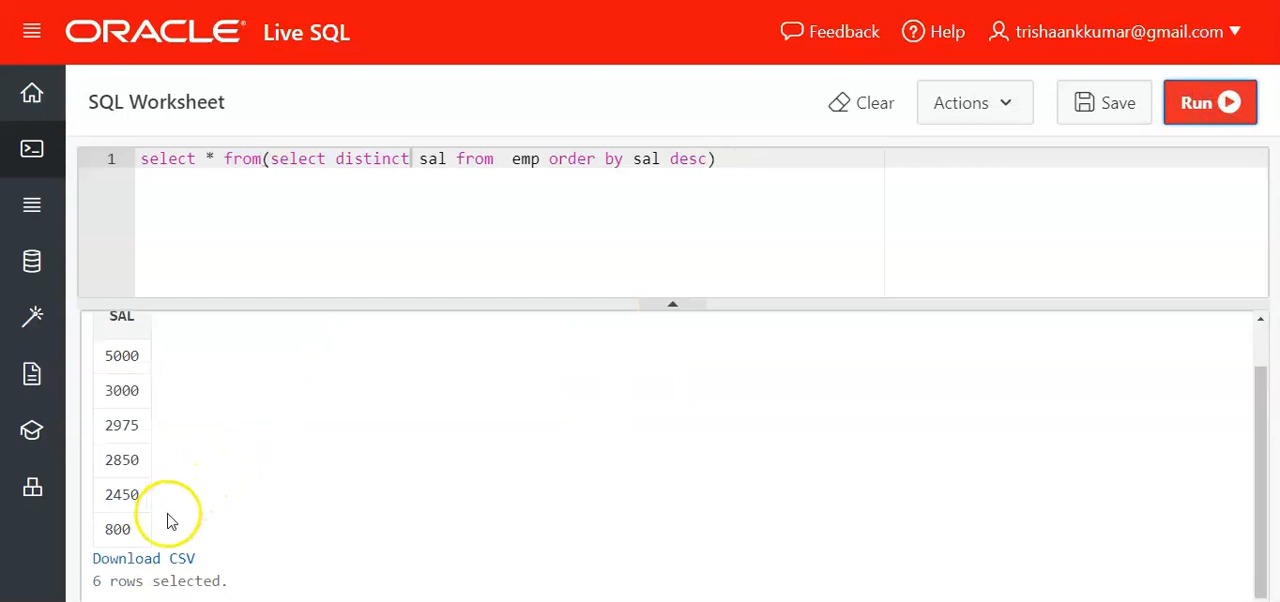 ORACLE Live SQL
Feedback
Help
trishaankkumar@gmail.com
SQL Worksheet
Clear
Actions
Save
Run
1 select * from(select distinct sal from  emp order by sal desc)
SAL
5000
3000
2975
2850
2450
800
Download CSV
6 rows selected.